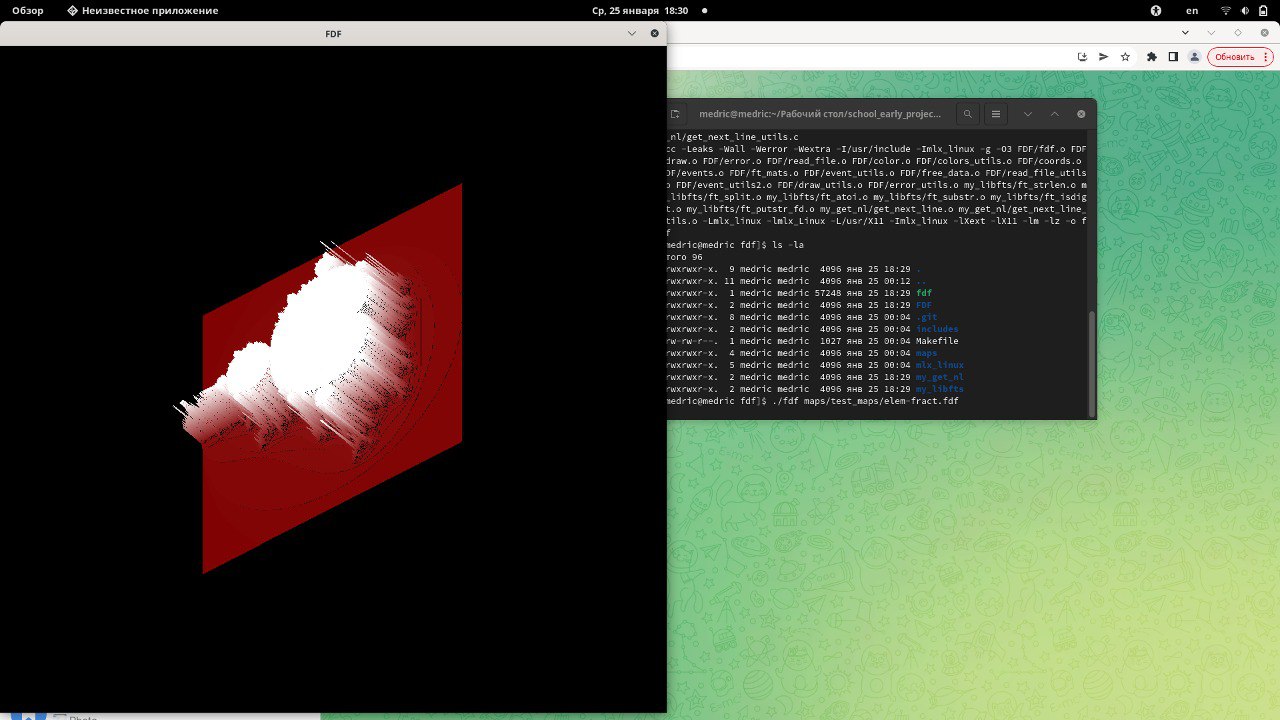 Обзор
Неизвестное приложение
Ср, 25 января 18:30
en
FDF
Обновить
medric@medric:~/Рабочий стол/school_early_projec...
_nl/get_next_line_utils.c
cc -Leaks -Wall -Werror -Wextra -I/usr/include -Imlx_linux -g -O3 FDF/fdf.o FDF
draw.o FDF/error.o FDF/read_file.o FDF/color.o FDF/colors_utils.o FDF/coords.o
FDF/events.o FDF/ft_mats.o FDF/event_utils.o FDF/free_data.o FDF/read_file_utils
o FDF/event_utils2.o FDF/draw_utils.o FDF/error_utils.o my_libfts/ft_strlen.o m
_libfts/ft_split.o my_libfts/ft_atoi.o my_libfts/ft_substr.o my_libfts/ft_isdig
t.o my_libfts/ft_putstr_fd.o my_get_nl/get_next_line.o my_get_nl/get_next_line_
tils.o -Lmlx_linux -lmlx_Linux -L/usr/X11 -Imlx_linux -lXext -lX11 -lm -lz -o f
f
medric@medric fdf]$ ls -la
того 96
rwxrwxr-x. 9 medric medric 4096 янв 25 18:29 .
rwxrwxr-x. 11 medric medric 4096 янв 25 00:12 ..
rwxrwxr-x. 1 medric medric 57248 янв 25 18:29 fdf
rwxrwxr-x. 2 medric medric 4096 янв 25 18:29 FDF
rwxrwxr-x. 8 medric medric 4096 янв 25 00:04 .git
rwxrwxr-x. 2 medric medric 4096 янв 25 00:04 includes
rw-rw-r--. 1 medric medric 1027 янв 25 00:04 Makefile
rwxrwxr-x. 4 medric medric 4096 янв 25 00:04 maps
rwxrwxr-x. 5 medric medric 4096 янв 25 00:04 mlx_linux
rwxrwxr-x. 2 medric medric 4096 янв 25 18:29 my_get_nl
rwxrwxr-x. 2 medric medric 4096 янв 25 18:29 my_libfts
medric@medric fdf]$ ./fdf maps/test_maps/elem-fract.fdf